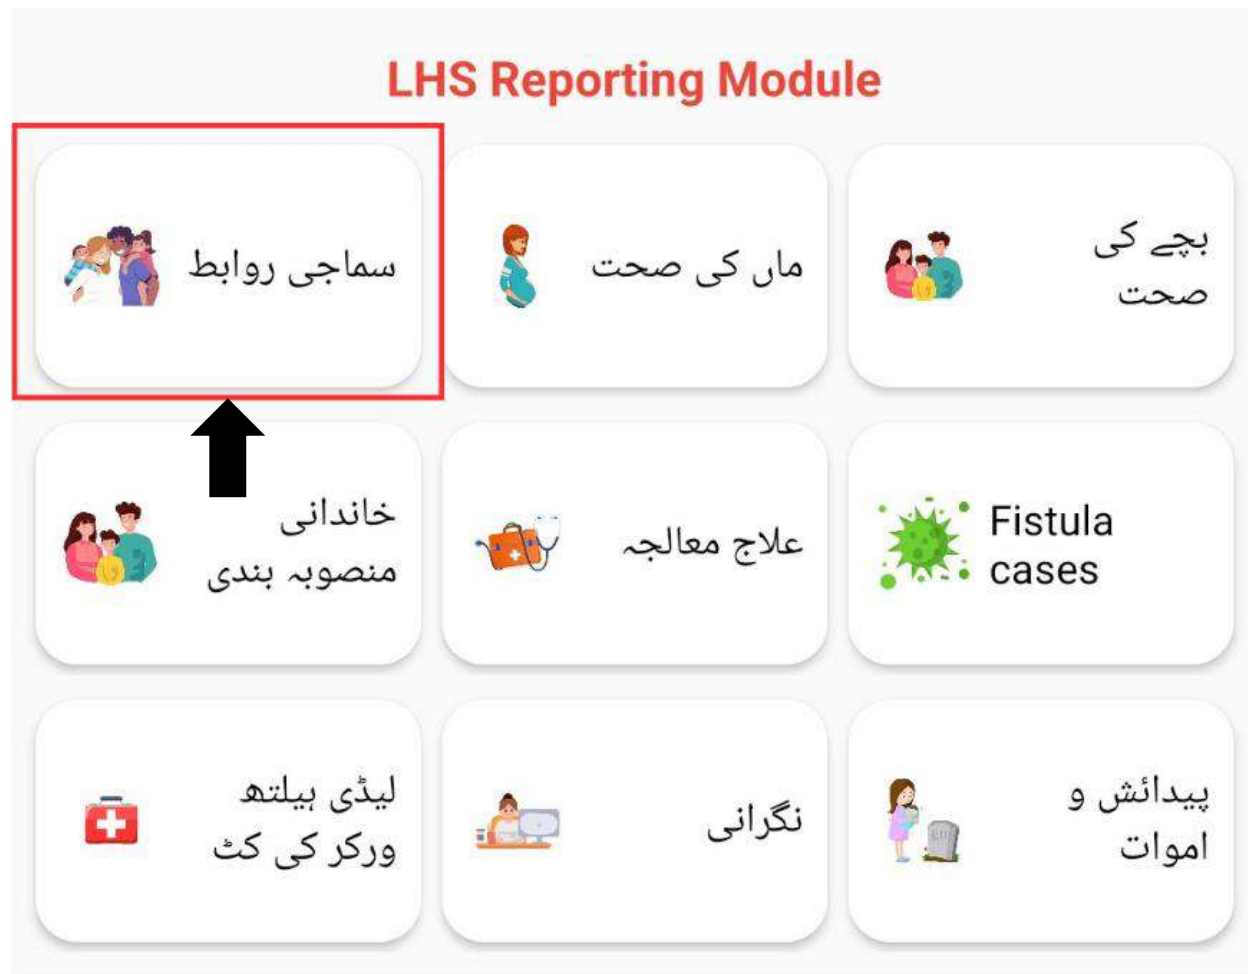 LHS Reporting Module
سماجی روابط
ماں کی صحت
بچے کی
صحت
خاندانی
منصوبہ بندی
علاج معالجہ
Fistula
cases
لیڈی ہیلتھ
ورکر کی کٹ
نگرانی
پیدائش و
اموات